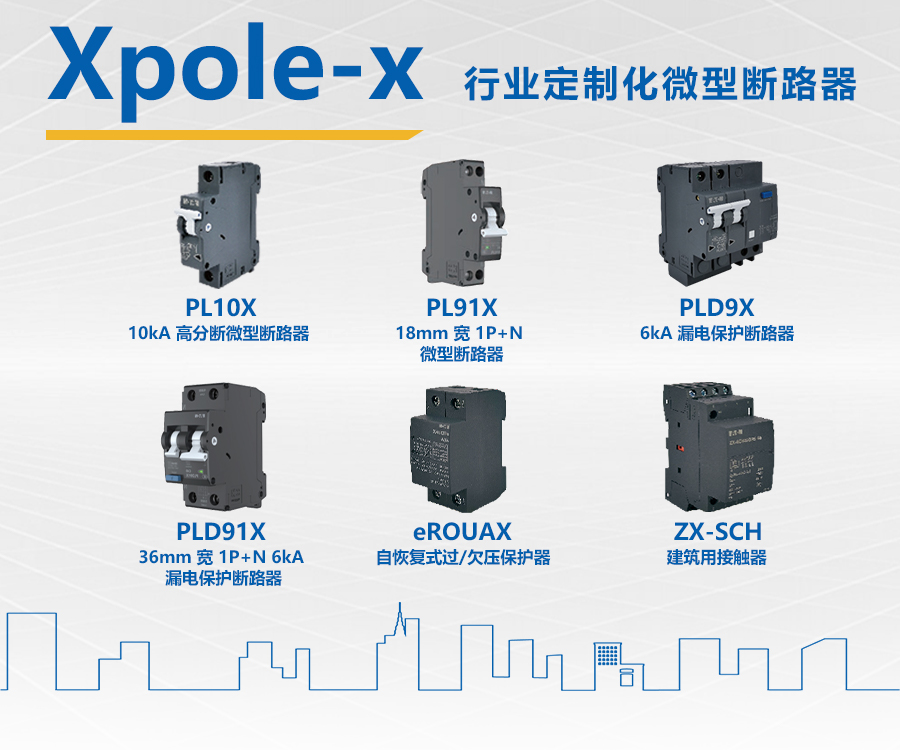 Xpole-x 行业定制化微型断路器
PL10X
10kA 高分断微型断路器
PL91X
18mm 宽 1P+N
微型断路器
PLD9X
6kA 漏电保护断路器
PLD91X
36mm 宽 1P+N 6kA
漏电保护断路器
eROUAX
自恢复式过/欠压保护器
ZX-SCH
建筑用接触器